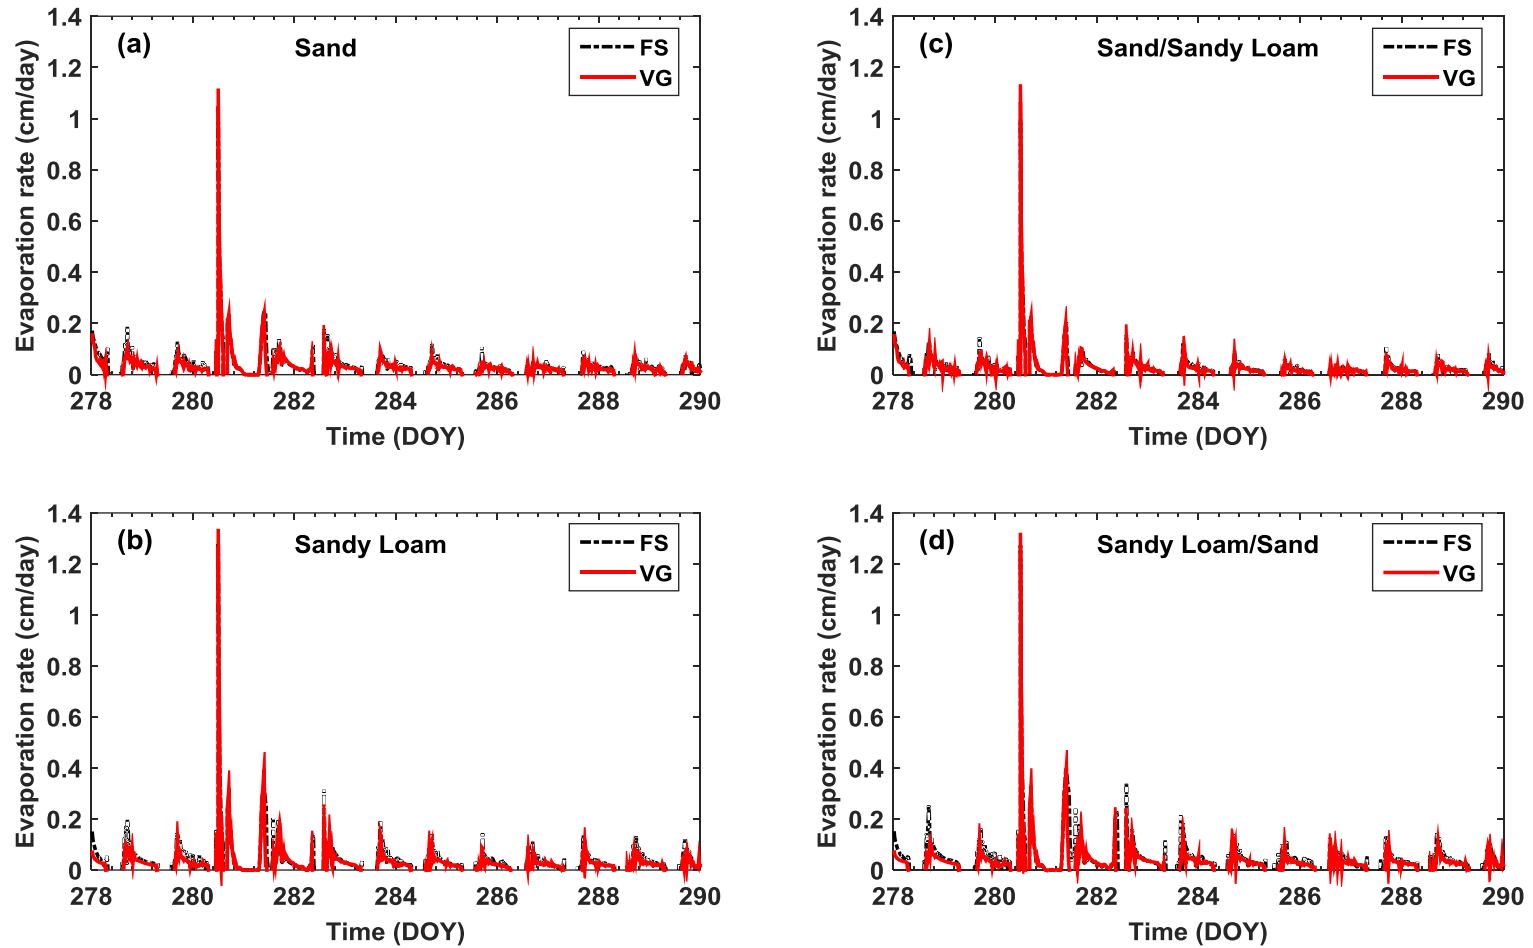 (a) Sand
FS
VG
1.4
1.2
1
0.8
0.6
0.4
0.2
0
Evaporation rate (cm/day)
278 280 282 284 286 288 290
Time (DOY)
(c) Sand/Sandy Loam
FS
VG
1.4
1.2
1
0.8
0.6
0.4
0.2
0
Evaporation rate (cm/day)
278 280 282 284 286 288 290
Time (DOY)
(b) Sandy Loam
FS
VG
1.4
1.2
1
0.8
0.6
0.4
0.2
0
Evaporation rate (cm/day)
278 280 282 284 286 288 290
Time (DOY)
(d) Sandy Loam/Sand
FS
VG
1.4
1.2
1
0.8
0.6
0.4
0.2
0
Evaporation rate (cm/day)
278 280 282 284 286 288 290
Time (DOY)